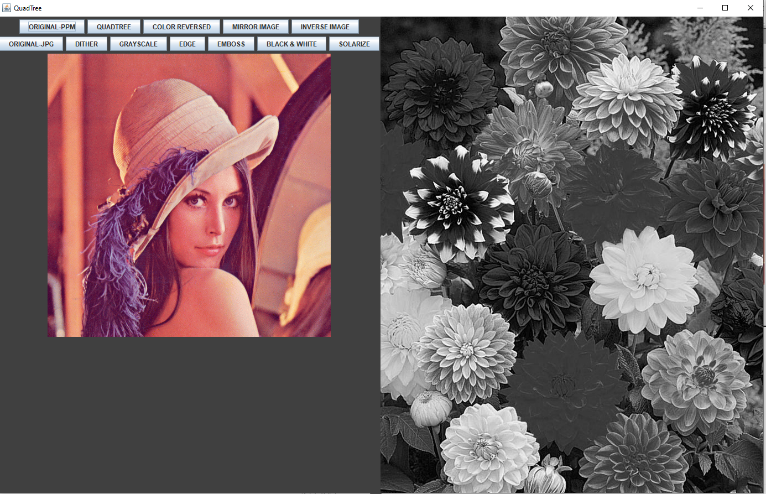 QuadTree
ORIGINAL-PPM QUADTREE COLOR REVERSED MIRROR IMAGE INVERSE IMAGE
ORIGINAL-JPG DITHER GRAYSCALE EDGE EMBOSS BLACK & WHITE SOLARIZE